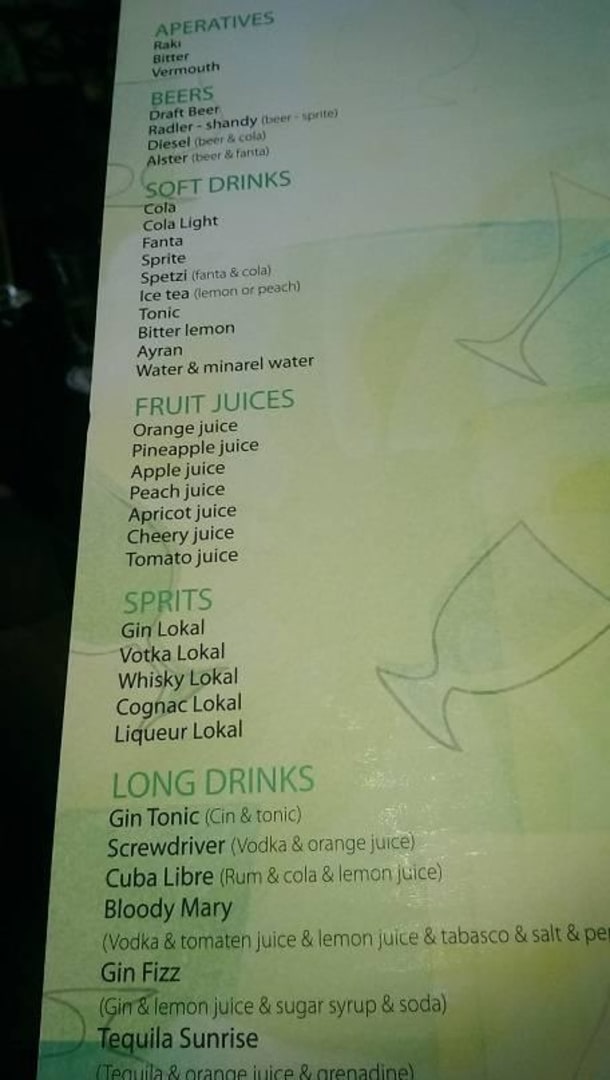 APERATIVES
Raki
Bitter
Vermouth
BEERS
Draft Beer
Radler - shandy (beer - sprite)
Diesel (beer & cola)
Alster (beer & fanta)
SOFT DRINKS
Cola
Cola Light
Fanta
Sprite
Spetzi (fanta & cola)
Ice tea (lemon or peach)
Tonic
Bitter lemon
Ayran
Water & minarel water
FRUIT JUICES
Orange juice
Pineapple juice
Apple juice
Peach juice
Apricot juice
Cheery juice
Tomato juice
SPRITS
Gin Lokal
Votka Lokal
Whisky Lokal
Cognac Lokal
Liqueur Lokal
LONG DRINKS
Gin Tonic (Cin & tonic)
Screwdriver (Vodka & orange juice)
Cuba Libre (Rum & cola & lemon juice)
Bloody Mary
(Vodka & tomaten juice & lemon juice & tabasco & salt &
Gin Fizz
(Gin & lemon juice & sugar syrup & soda)
Tequila Sunrise
(Tequila & orange juice & grenadine)